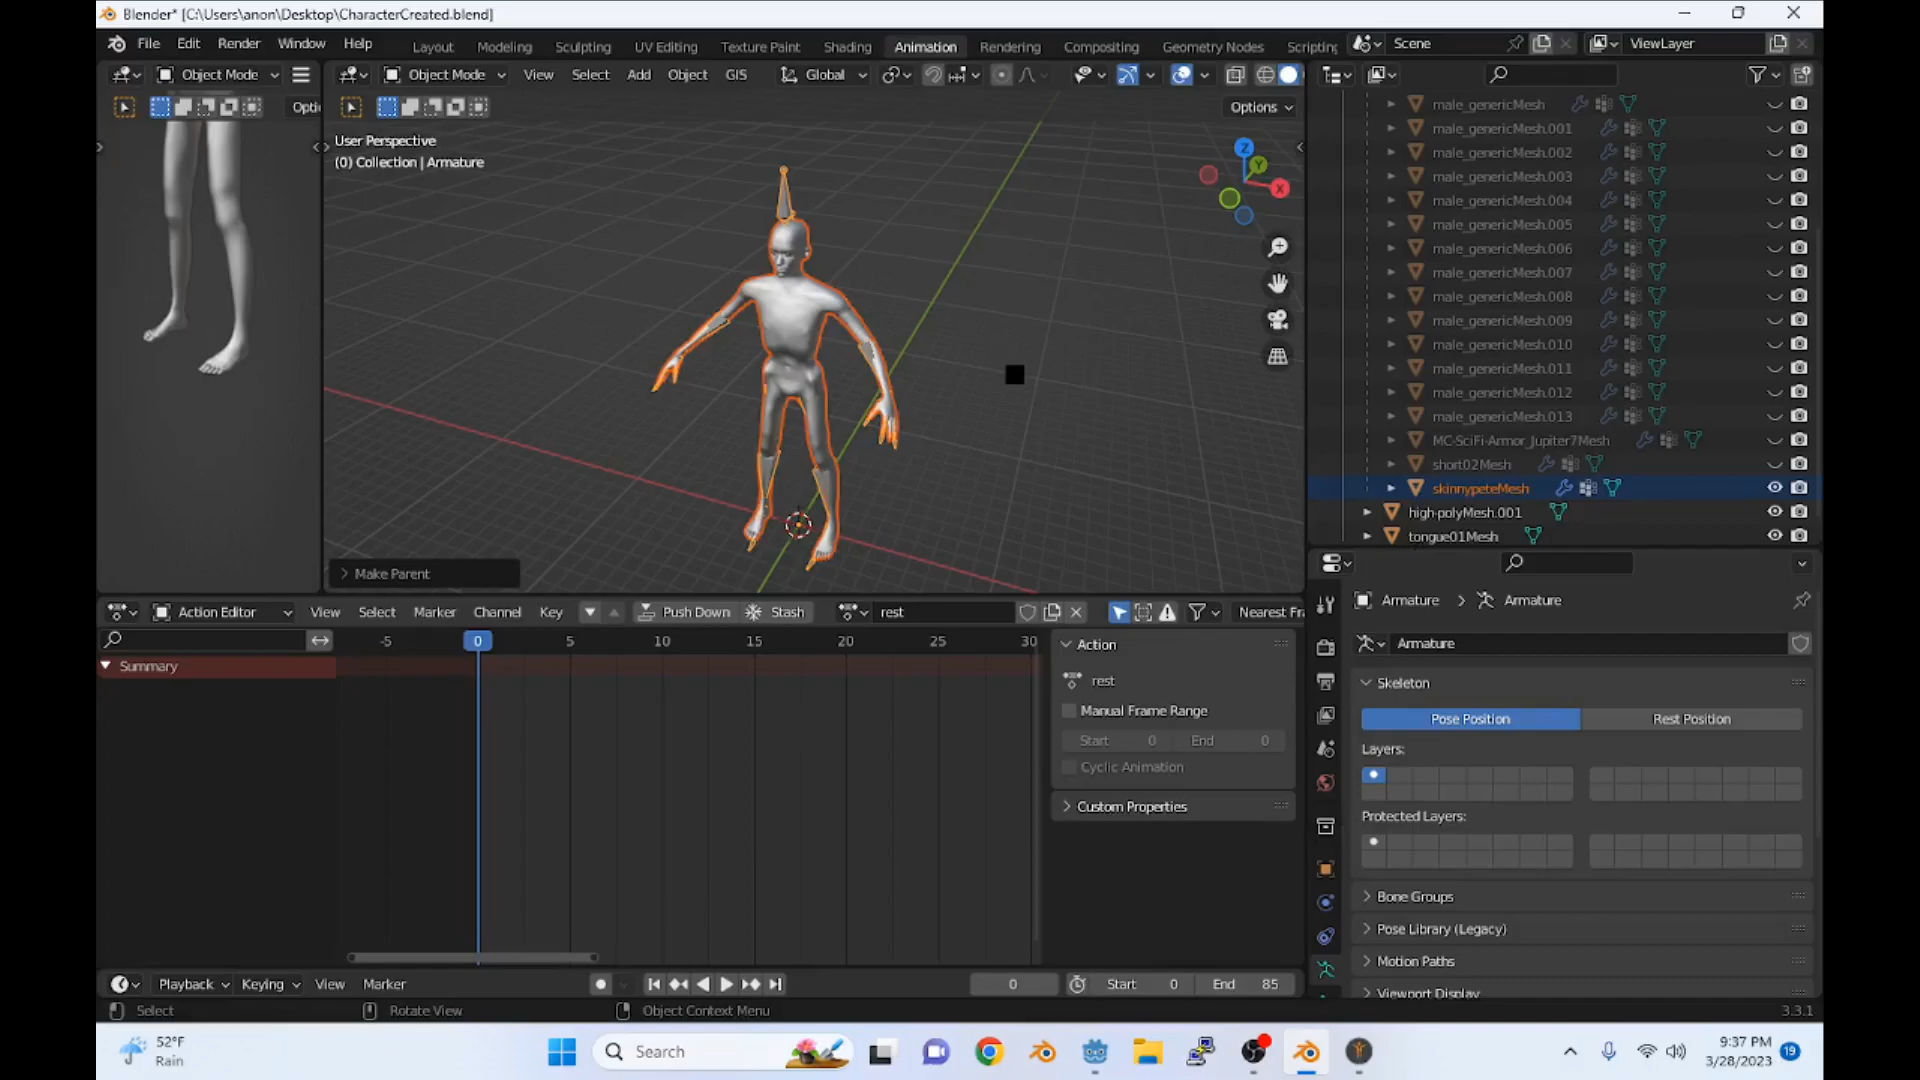 Blender* [C:\Users\anon\Desktop\CharacterCreated.blend]
File Edit Render Window Help Layout Modeling Sculpting UV Editing Texture Paint Shading Animation Rendering Compositing Geometry Nodes Scripting Scene ViewLayer
Object Mode Object Mode View Select Add Object GIS Global
Optio Options
User Perspective
(0) Collection | Armature
Z
Y
X
male_genericMesh
male_genericMesh.001
male_genericMesh.002
male_genericMesh.003
male_genericMesh.004
male_genericMesh.005
male_genericMesh.006
male_genericMesh.007
male_genericMesh.008
male_genericMesh.009
male_genericMesh.010
male_genericMesh.011
male_genericMesh.012
male_genericMesh.013
MC-SciFi-Armor_Jupiter7Mesh
short02Mesh
skinnypeteMesh
high-polyMesh.001
tongue01Mesh
Make Parent
Action Editor View Select Marker Channel Key Push Down Stash rest Nearest Fra
-5 0 5 10 15 20 25 30
Summary
Action
rest
Manual Frame Range
Start 0 End 0
Cyclic Animation
Custom Properties
Armature > Armature
Armature
Skeleton
Pose Position Rest Position
Layers:
Protected Layers:
Bone Groups
Pose Library (Legacy)
Motion Paths
Viewport Display
Playback Keying View Marker 0 Start 0 End 85
Select Rotate View Object Context Menu 3.3.1
52°F
Rain
Search
9:37 PM
3/28/2023
19